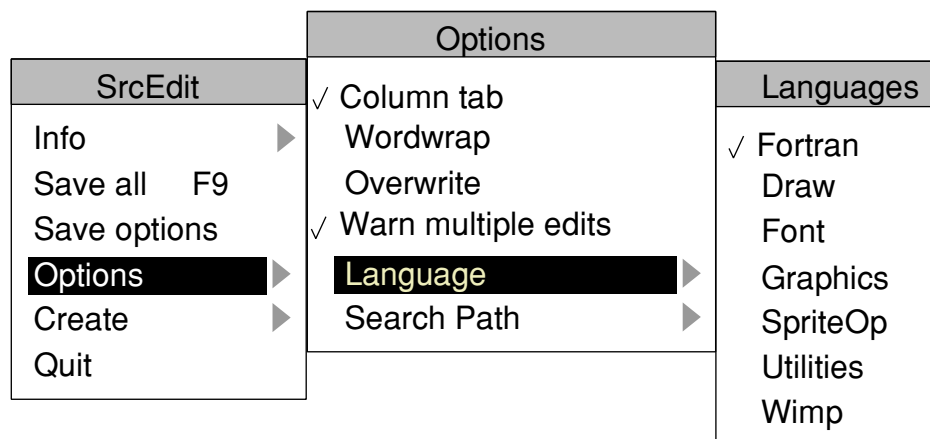 SrcEdit
Info
Save all F9
Save options
Options
Create
Quit
Options
√ Column tab
Wordwrap
Overwrite
√ Warn multiple edits
Language
Search Path
Languages
√ Fortran
Draw
Font
Graphics
SpriteOp
Utilities
Wimp